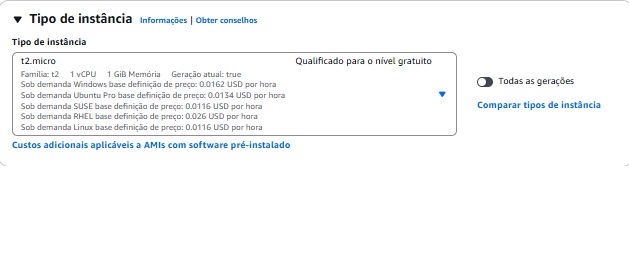 Tipo de instância Informações | Obter conselhos
Tipo de instância
t2.micro Qualificado para o nível gratuito
Família: t2 1 vCPU 1 GiB Memória Geração atual: true
Sob demanda Windows base definição de preço: 0.0162 USD por hora
Sob demanda Ubuntu Pro base definição de preço: 0.0134 USD por hora
Sob demanda SUSE base definição de preço: 0.0116 USD por hora
Sob demanda RHEL base definição de preço: 0.026 USD por hora
Sob demanda Linux base definição de preço: 0.0116 USD por hora
Todas as gerações
Comparar tipos de instância
Custos adicionais aplicáveis a AMIs com software pré-instalado